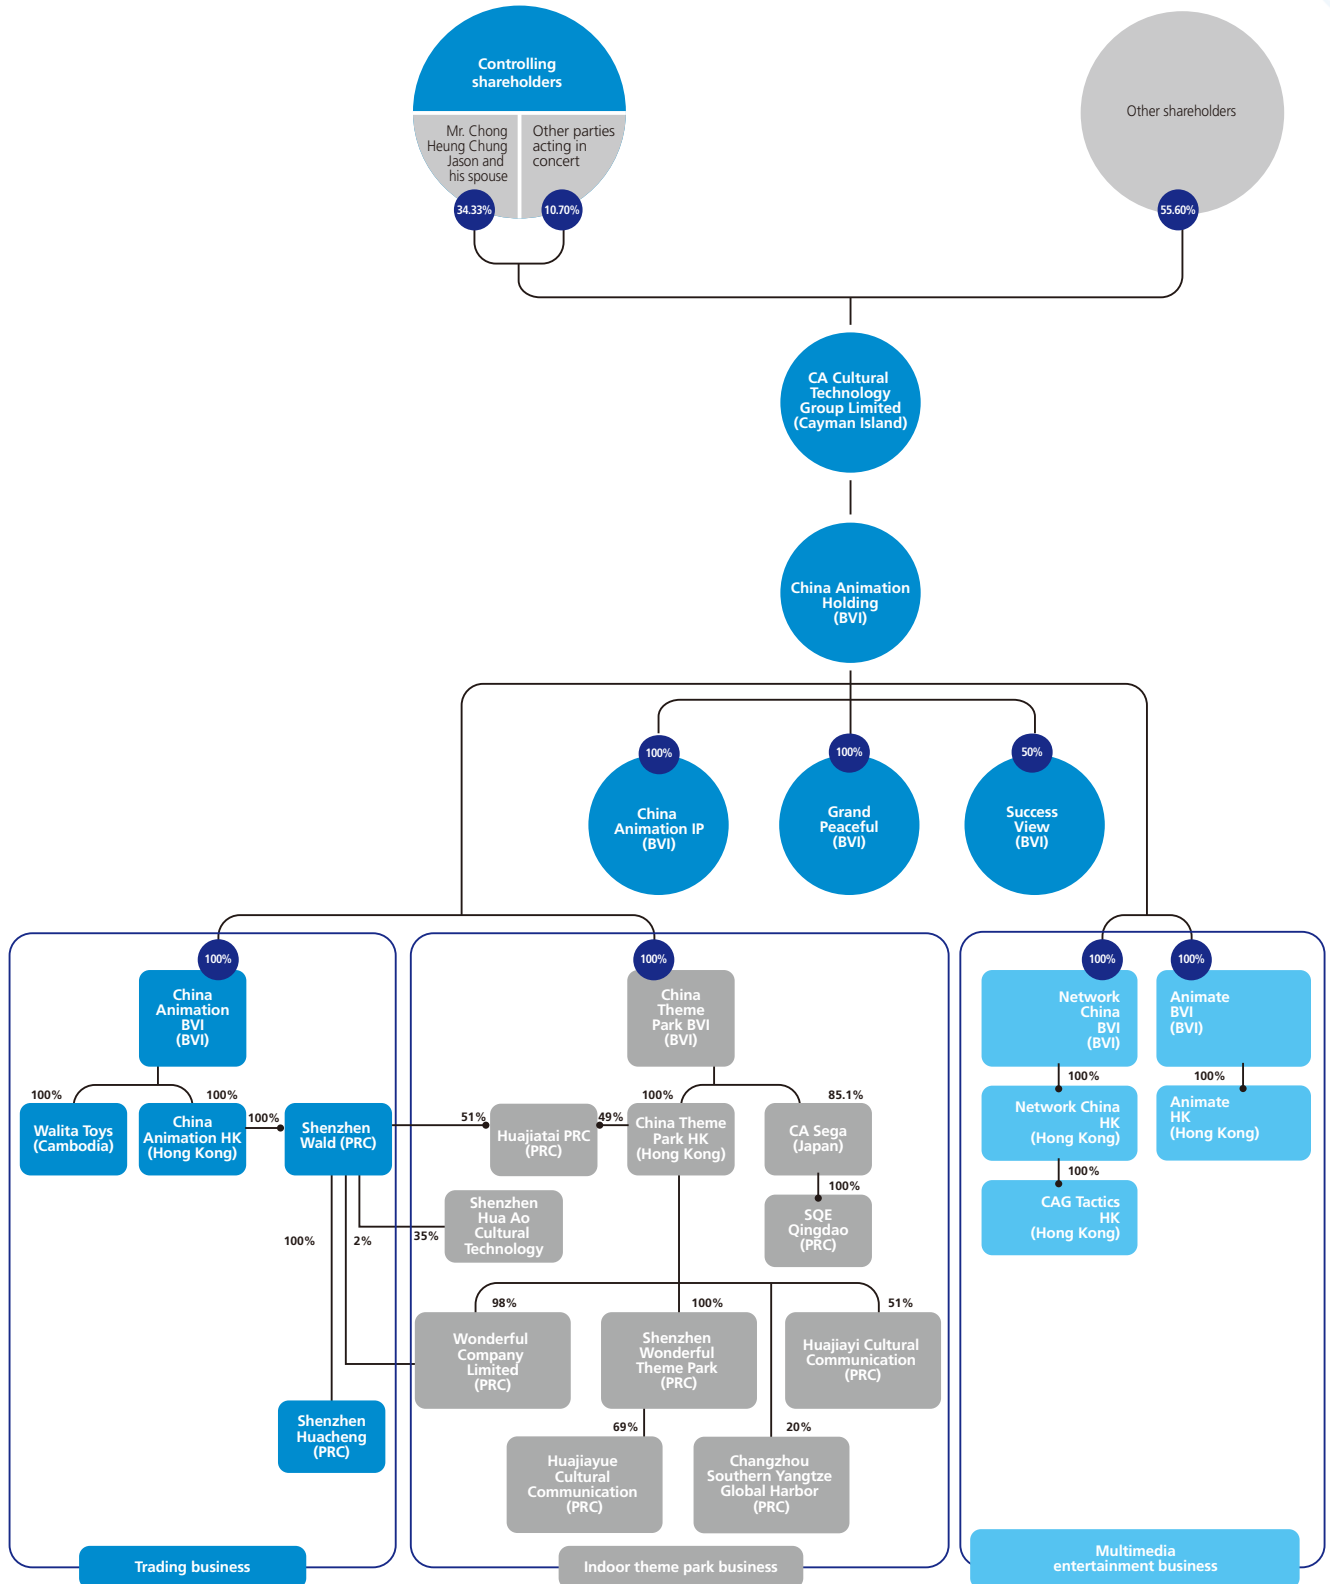 Controlling
shareholders
Mr. Chong
Heung Chung
Jason and
his spouse
Other parties
acting in
concert
34.33%
10.70%
Other shareholders
55.60%
CA Cultural
Technology
Group Limited
(Cayman Island)
China Animation
Holding
(BVI)
100%
China
Animation IP
(BVI)
100%
Grand
Peaceful
(BVI)
50%
Success
View
(BVI)
100%
China
Animation
BVI
(BVI)
100%
Walita Toys
(Cambodia)
100%
China
Animation HK
(Hong Kong)
100%
Shenzhen
Wald (PRC)
100%
2%
35%
Shenzhen
Huacheng
(PRC)
Trading business
100%
China
Theme
Park BVI
(BVI)
51%
Huajiatai PRC
(PRC)
49%
100%
China Theme
Park HK
(Hong Kong)
85.1%
CA Sega
(Japan)
100%
SQE
Qingdao
(PRC)
Shenzhen
Hua Ao
Cultural
Technology
98%
Wonderful
Company
Limited
(PRC)
100%
Shenzhen
Wonderful
Theme Park
(PRC)
51%
Huajiayi Cultural
Communication
(PRC)
69%
Huajiayue
Cultural
Communication
(PRC)
20%
Changzhou
Southern Yangtze
Global Harbor
(PRC)
Indoor theme park business
100%
Network
China
BVI
(BVI)
100%
Network China
HK
(Hong Kong)
100%
CAG Tactics
HK
(Hong Kong)
100%
Animate
BVI
(BVI)
100%
Animate
HK
(Hong Kong)
Multimedia
entertainment business